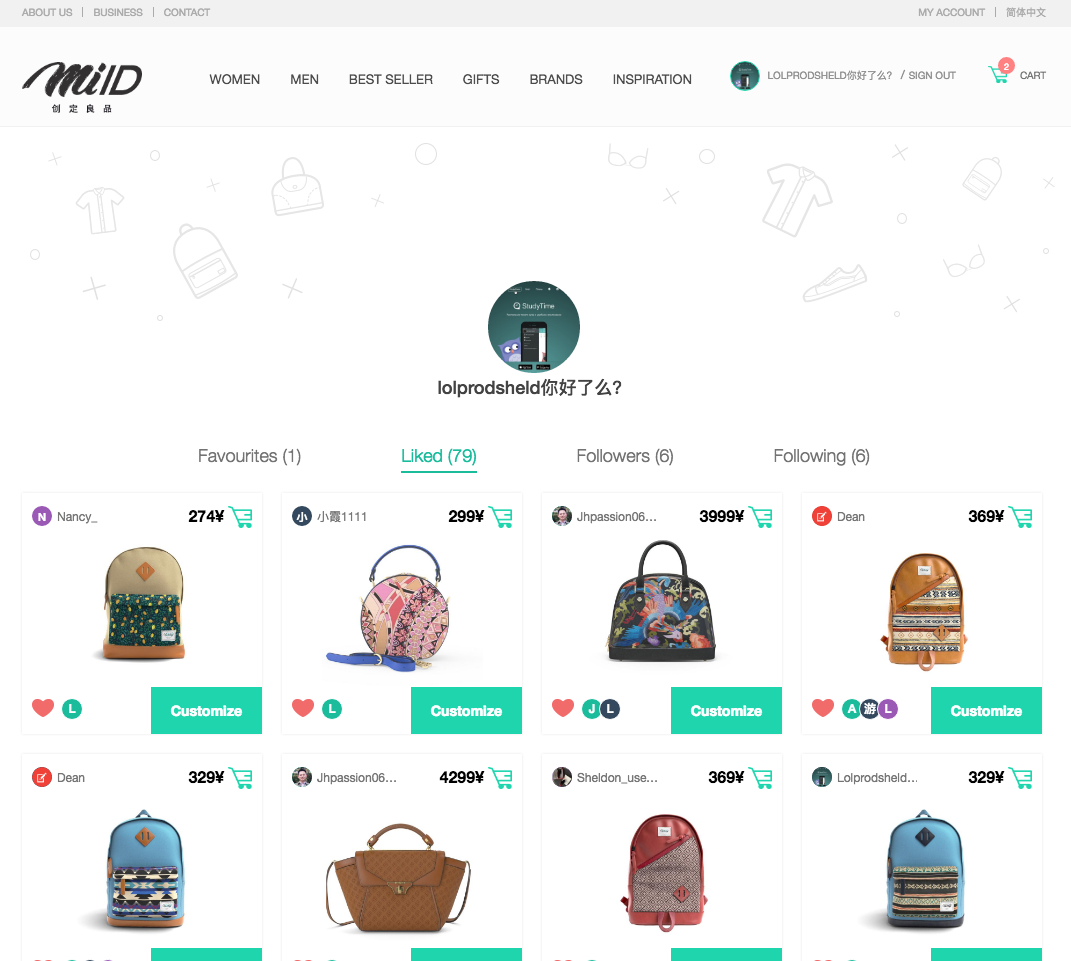 ABOUT US | BUSINESS | CONTACT
MY ACCOUNT | 简体中文
MiiD
创定良品
WOMEN MEN BEST SELLER GIFTS BRANDS INSPIRATION
LOLPRODSHELD你好了么? / SIGN OUT
2 CART
StudyTime
lolprodsheld你好了么?
Favourites (1) Liked (79) Followers (6) Following (6)
N Nancy_ 274¥
小 小霞1111 299¥
Jhpassion06... 3999¥
Dean 369¥
L Customize
L Customize
J L Customize
A 游 L Customize
Dean 329¥
Jhpassion06... 4299¥
Sheldon_use... 369¥
Lolprodsheld... 329¥